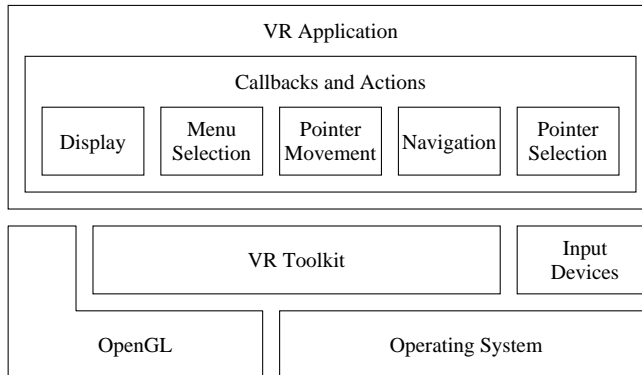 VR Application
Callbacks and Actions
Display
Menu
Selection
Pointer
Movement
Navigation
Pointer
Selection
VR Toolkit
Input
Devices
OpenGL
Operating System